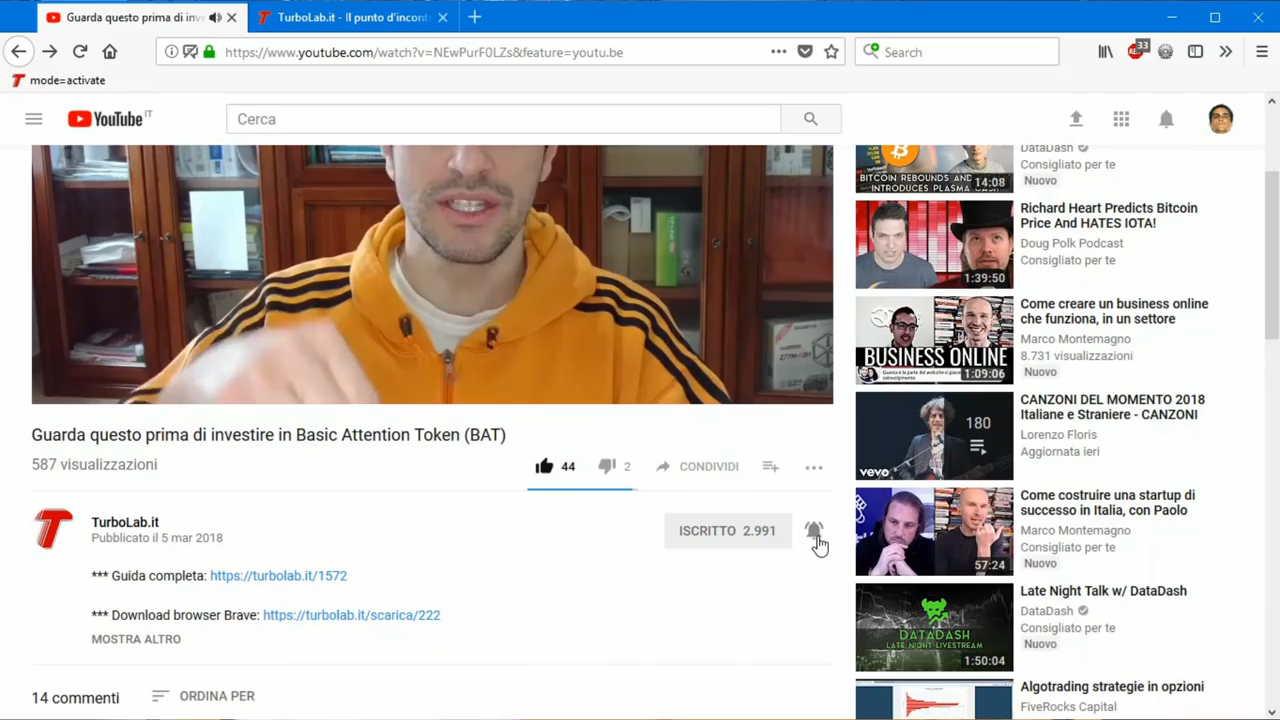 Guarda questo prima di inve
TurboLab.it - Il punto d'incont
https://www.youtube.com/watch?v=NEwPurF0LZs&feature=youtu.be
Search
33
mode=activate
YouTube IT
Cerca
BITCOIN REBOUNDS AND
INTRODUCES PLASMA CASH
14:08
DataDash
Consigliato per te
Nuovo
Richard Heart Predicts Bitcoin
Price And HATES IOTA!
Doug Polk Podcast
Consigliato per te
1:39:50
Come creare un business online
che funziona, in un settore
Marco Montemagno
8.731 visualizzazioni
Nuovo
BUSINESS ONLINE
1:09:06
CANZONI DEL MOMENTO 2018
Italiane e Straniere - CANZONI
Lorenzo Floris
Aggiornata ieri
180
vevo
Come costruire una startup di
successo in Italia, con Paolo
Marco Montemagno
Consigliato per te
Nuovo
57:24
Late Night Talk w/ DataDash
DataDash
Consigliato per te
Nuovo
DATADASH
LATE NIGHT LIVESTREAM
1:50:04
Algotrading strategie in opzioni
FiveRocks Capital
Guarda questo prima di investire in Basic Attention Token (BAT)
587 visualizzazioni
44
2
CONDIVIDI
TurboLab.it
Pubblicato il 5 mar 2018
ISCRITTO 2.991
*** Guida completa: https://turbolab.it/1572
*** Download browser Brave: https://turbolab.it/scarica/222
MOSTRA ALTRO
14 commenti
ORDINA PER